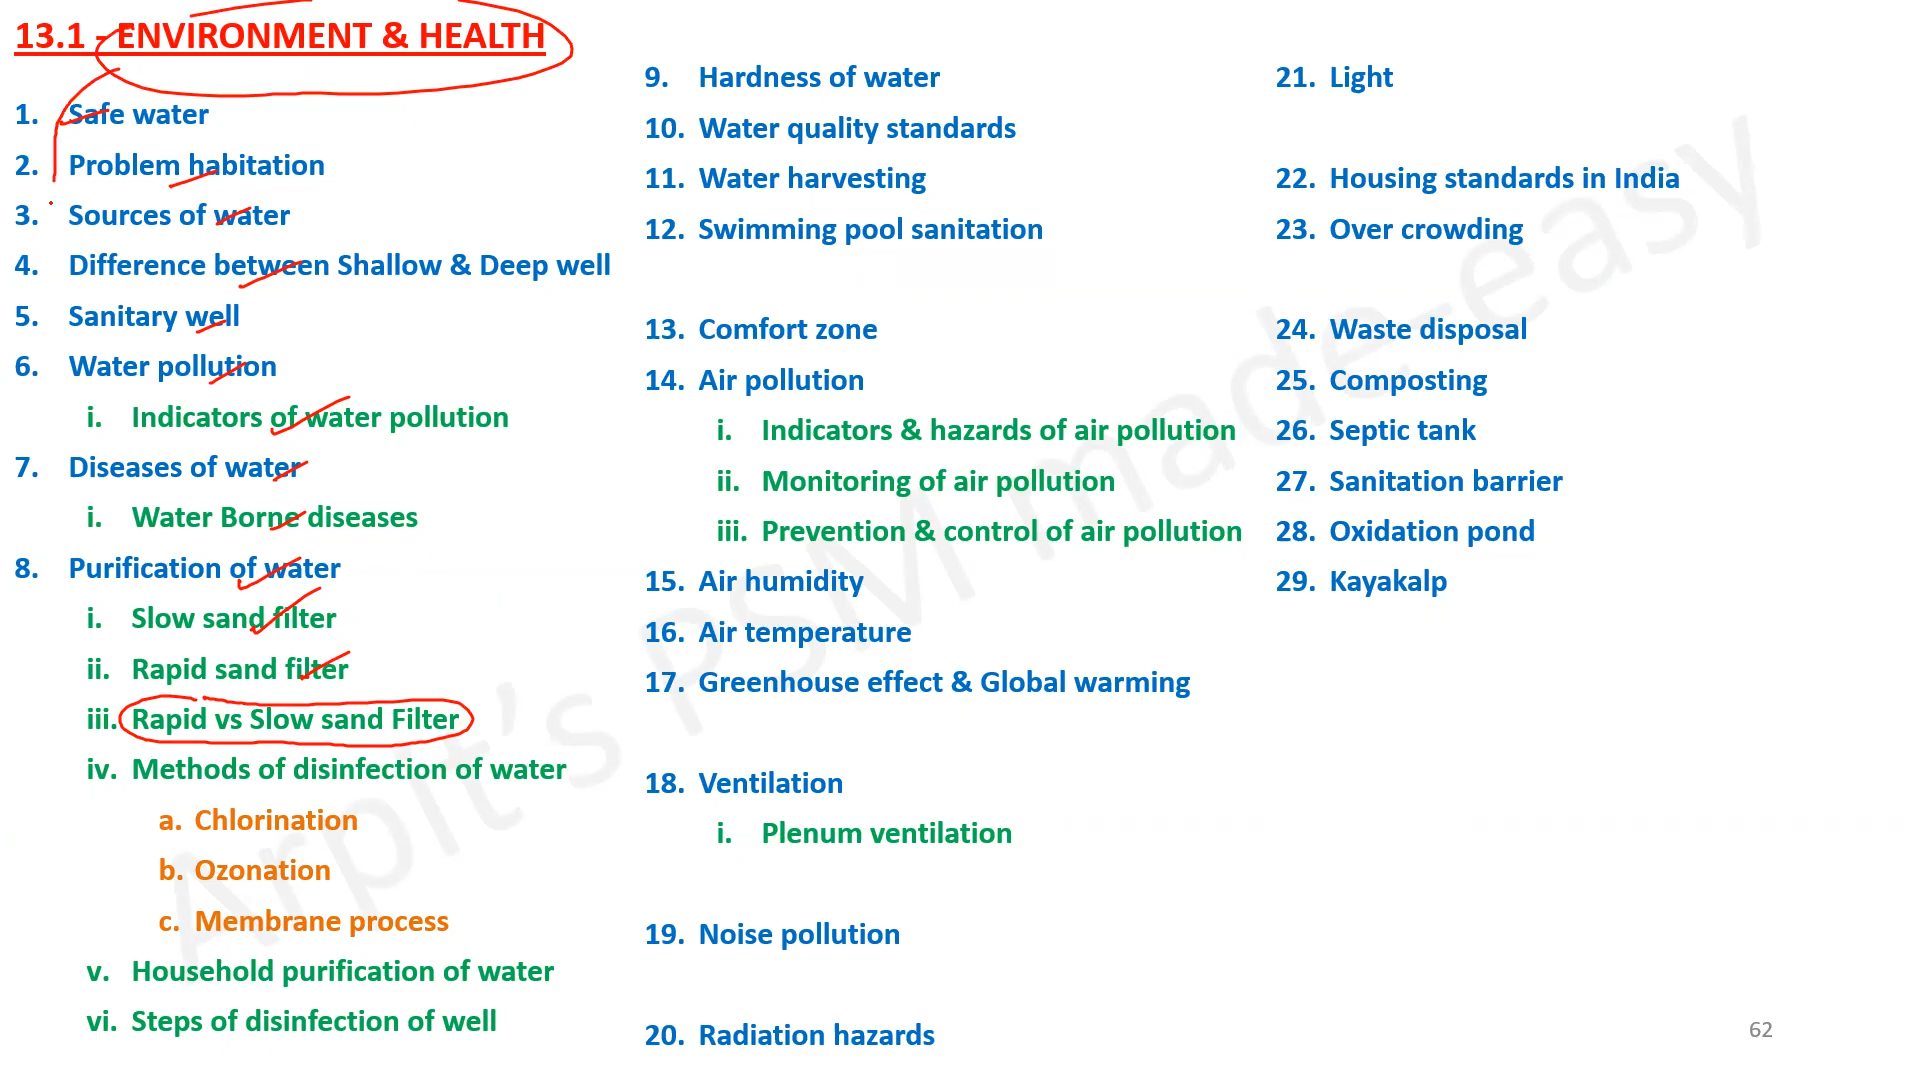 13.1 - ENVIRONMENT & HEALTH
1. Safe water
2. Problem habitation
3. Sources of water
4. Difference between Shallow & Deep well
5. Sanitary well
6. Water pollution
i. Indicators of water pollution
7. Diseases of water
i. Water Borne diseases
8. Purification of water
i. Slow sand filter
ii. Rapid sand filter
iii. Rapid vs Slow sand Filter
iv. Methods of disinfection of water
a. Chlorination
b. Ozonation
c. Membrane process
v. Household purification of water
vi. Steps of disinfection of well
9. Hardness of water
10. Water quality standards
11. Water harvesting
12. Swimming pool sanitation
13. Comfort zone
14. Air pollution
i. Indicators & hazards of air pollution
ii. Monitoring of air pollution
iii. Prevention & control of air pollution
15. Air humidity
16. Air temperature
17. Greenhouse effect & Global warming
18. Ventilation
i. Plenum ventilation
19. Noise pollution
20. Radiation hazards
21. Light
22. Housing standards in India
23. Over crowding
24. Waste disposal
25. Composting
26. Septic tank
27. Sanitation barrier
28. Oxidation pond
29. Kayakalp
Arpit's PSM made-easy
62